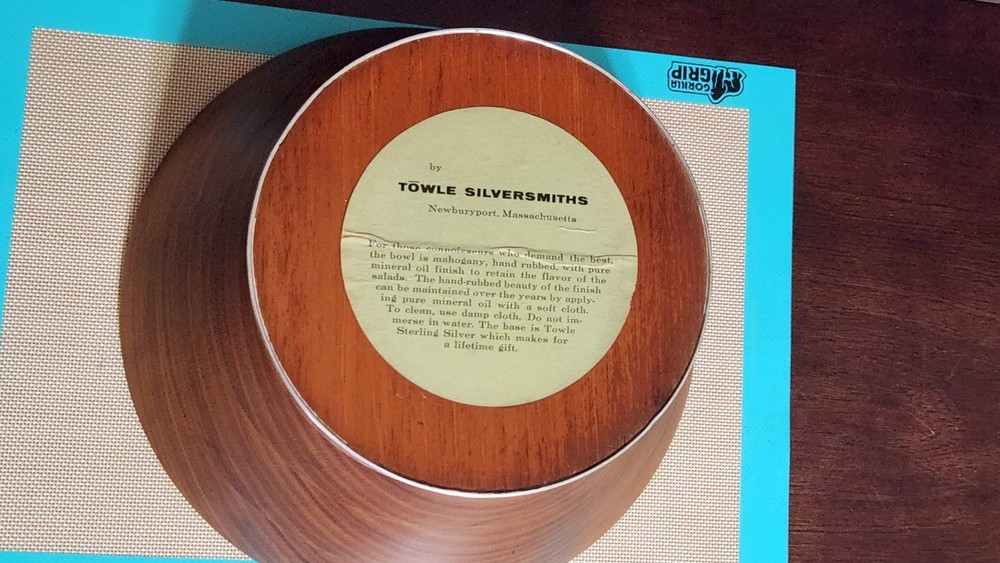 by
TOWLE SILVERSMITHS
Newburyport, Massachusetts
For those connoisseurs who demand the best,
the bowl is mahogany, hand rubbed, with pure
mineral oil finish to retain the flavor of the
salads. The hand-rubbed beauty of the finish
can be maintained over the years by apply-
ing pure mineral oil with a soft cloth.
To clean, use damp cloth. Do not im-
merse in water. The base is Towle
Sterling Silver which makes for
a lifetime gift.
GORILLA
GRIP